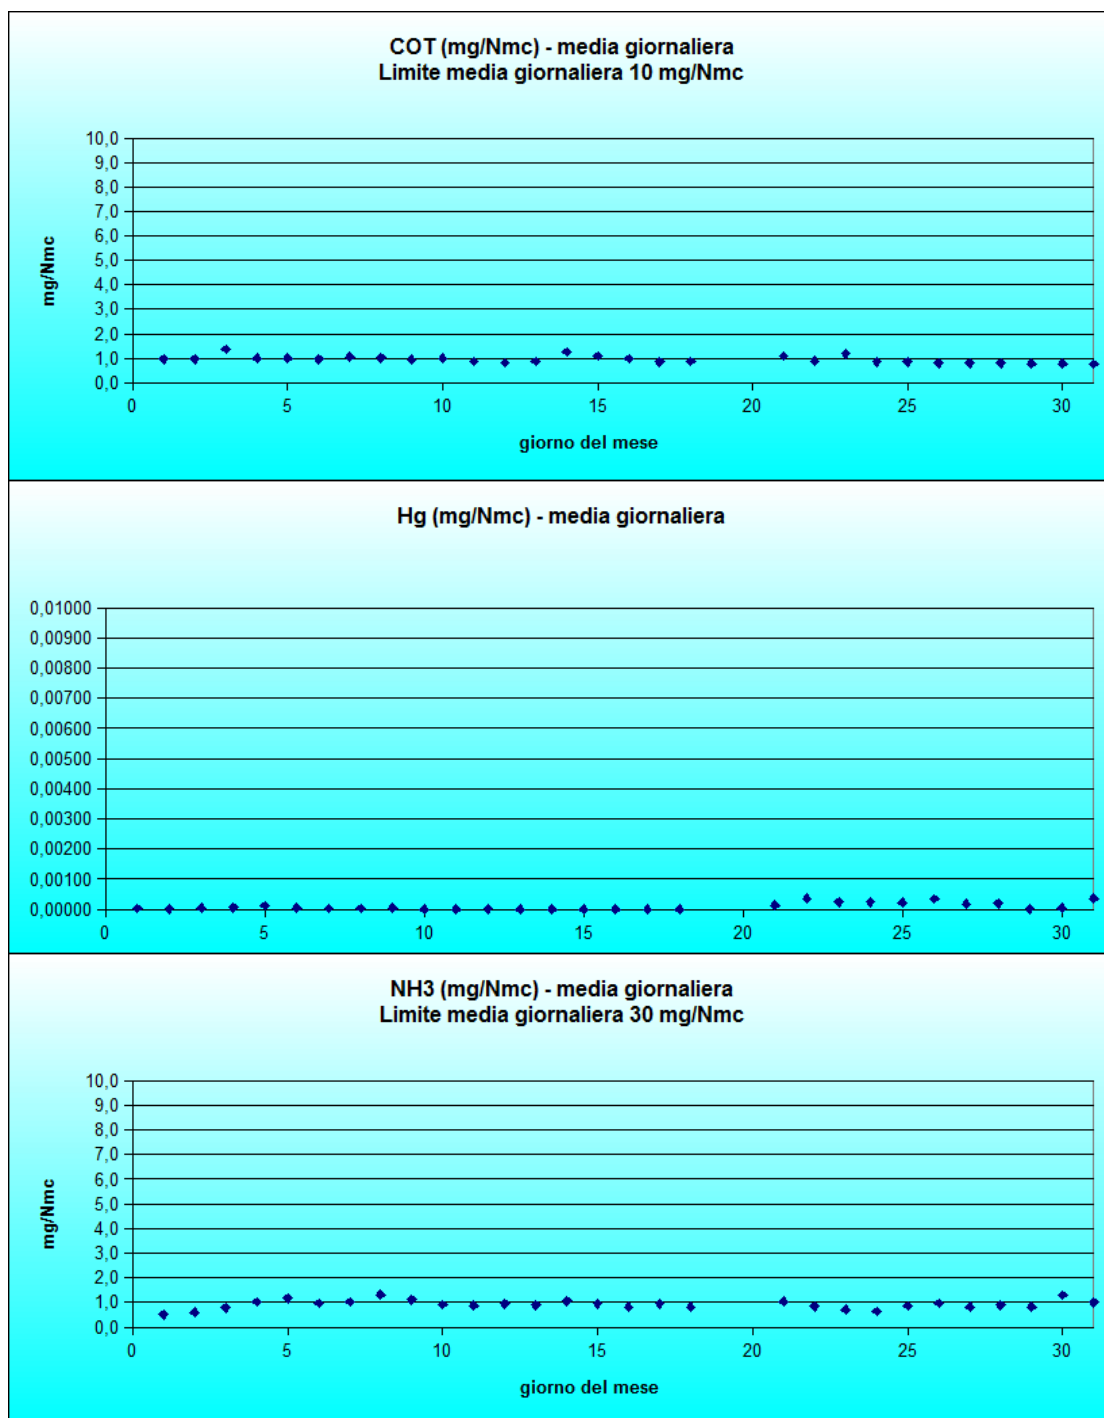 COT (mg/Nmc) - media giornaliera
Limite media giornaliera 10 mg/Nmc
10,0
9,0
8,0
7,0
6,0
5,0
4,0
3,0
2,0
1,0
0,0
mg/Nmc
0 5 10 15 20 25 30
giorno del mese
Hg (mg/Nmc) - media giornaliera
0,01000
0,00900
0,00800
0,00700
0,00600
0,00500
0,00400
0,00300
0,00200
0,00100
0,00000
0 5 10 15 20 25 30
NH3 (mg/Nmc) - media giornaliera
Limite media giornaliera 30 mg/Nmc
10,0
9,0
8,0
7,0
6,0
5,0
4,0
3,0
2,0
1,0
0,0
mg/Nmc
0 5 10 15 20 25 30
giorno del mese